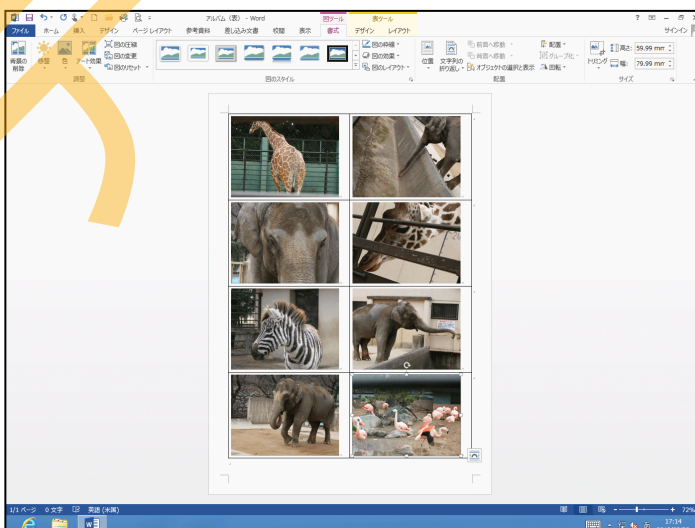 アルバム (表) - Word
図ツール
表ツール
サインイン
ファイル ホーム 挿入 デザイン ページ レイアウト 参考資料 差し込み文書 校閲 表示 書式 デザイン レイアウト
背景の
削除
修整 色 アート効果
図の圧縮
図の変更
図のリセット
調整
図のスタイル
図の枠線
図の効果
図のレイアウト
位置 文字列の
折り返し
前面へ移動
背面へ移動
オブジェクトの選択と表示
配置
グループ化
回転
配置
トリミング
高さ: 59.99 mm
幅: 79.99 mm
サイズ
1/1 ページ 0 文字 英語 (米国)
72%
17:14